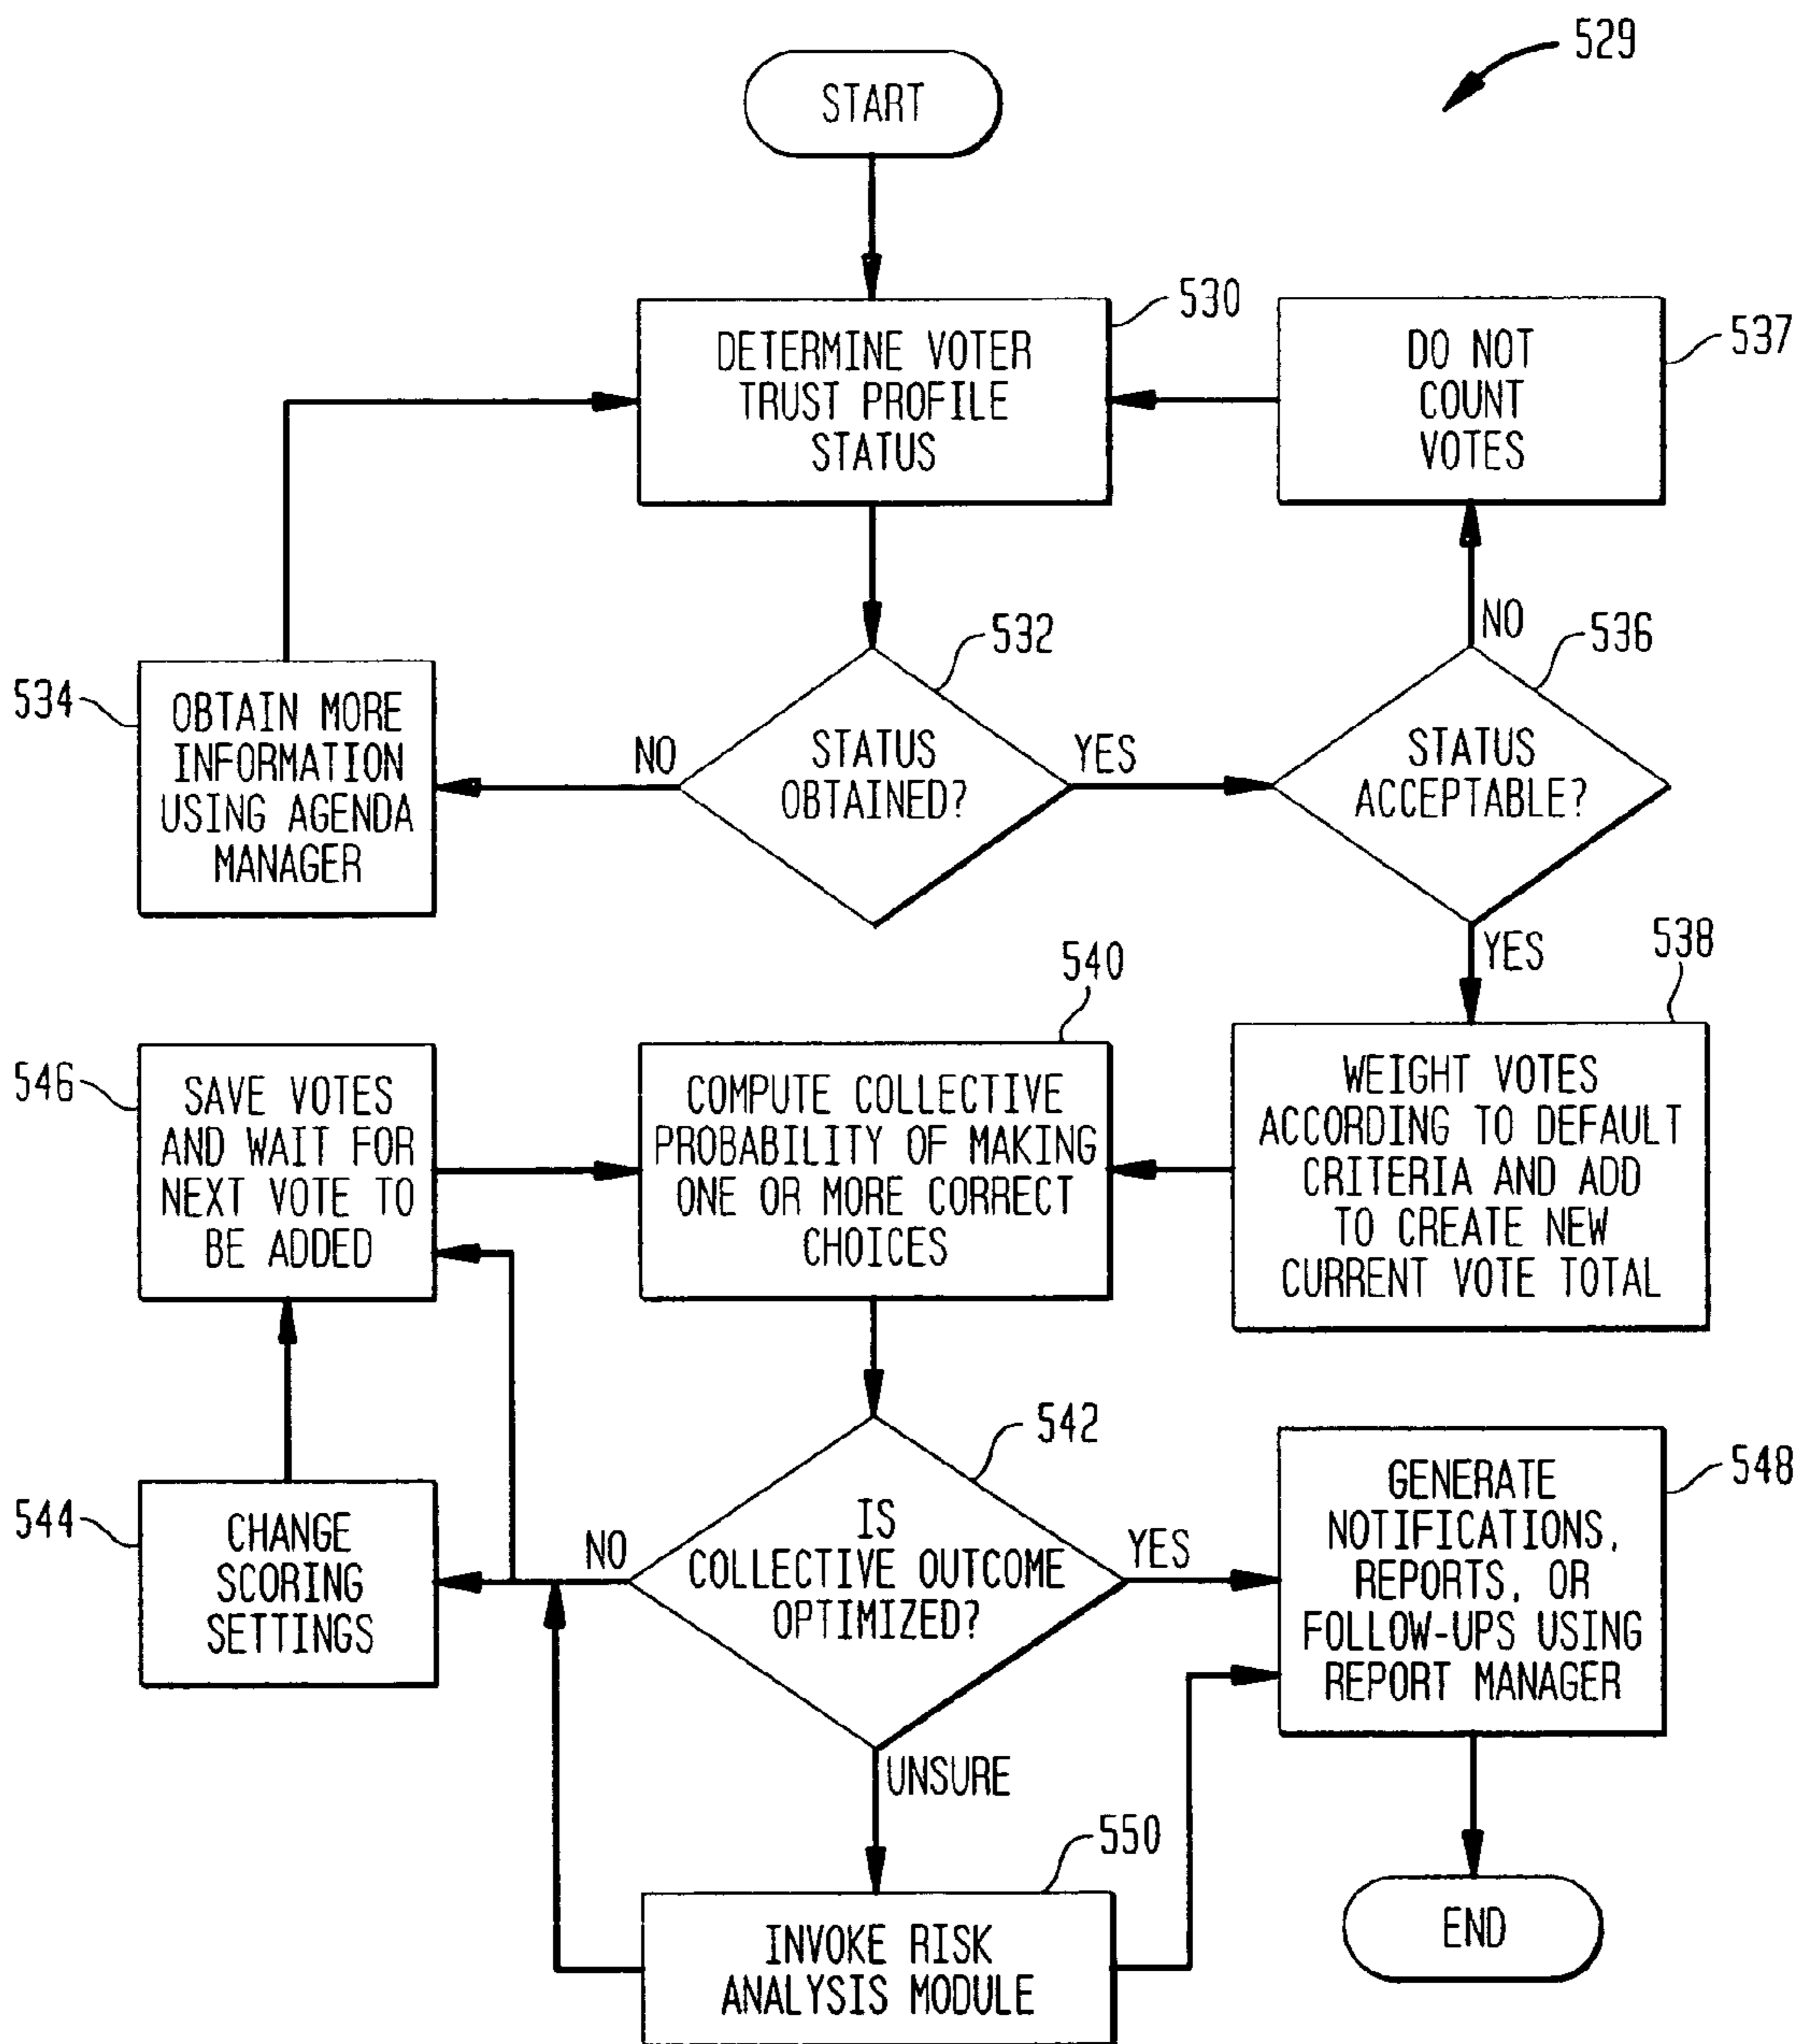 529
START
530
DETERMINE VOTER
TRUST PROFILE
STATUS
DO NOT
COUNT
VOTES
537
532
STATUS
OBTAINED?
NO
YES
NO
536
STATUS
ACCEPTABLE?
YES
534
OBTAIN MORE
INFORMATION
USING AGENDA
MANAGER
538
WEIGHT VOTES
ACCORDING TO DEFAULT
CRITERIA AND ADD
TO CREATE NEW
CURRENT VOTE TOTAL
540
COMPUTE COLLECTIVE
PROBABILITY OF MAKING
ONE OR MORE CORRECT
CHOICES
546
SAVE VOTES
AND WAIT FOR
NEXT VOTE TO
BE ADDED
542
IS
COLLECTIVE OUTCOME
OPTIMIZED?
NO
YES
UNSURE
544
CHANGE
SCORING
SETTINGS
548
GENERATE
NOTIFICATIONS,
REPORTS, OR
FOLLOW-UPS USING
REPORT MANAGER
550
INVOKE RISK
ANALYSIS MODULE
END